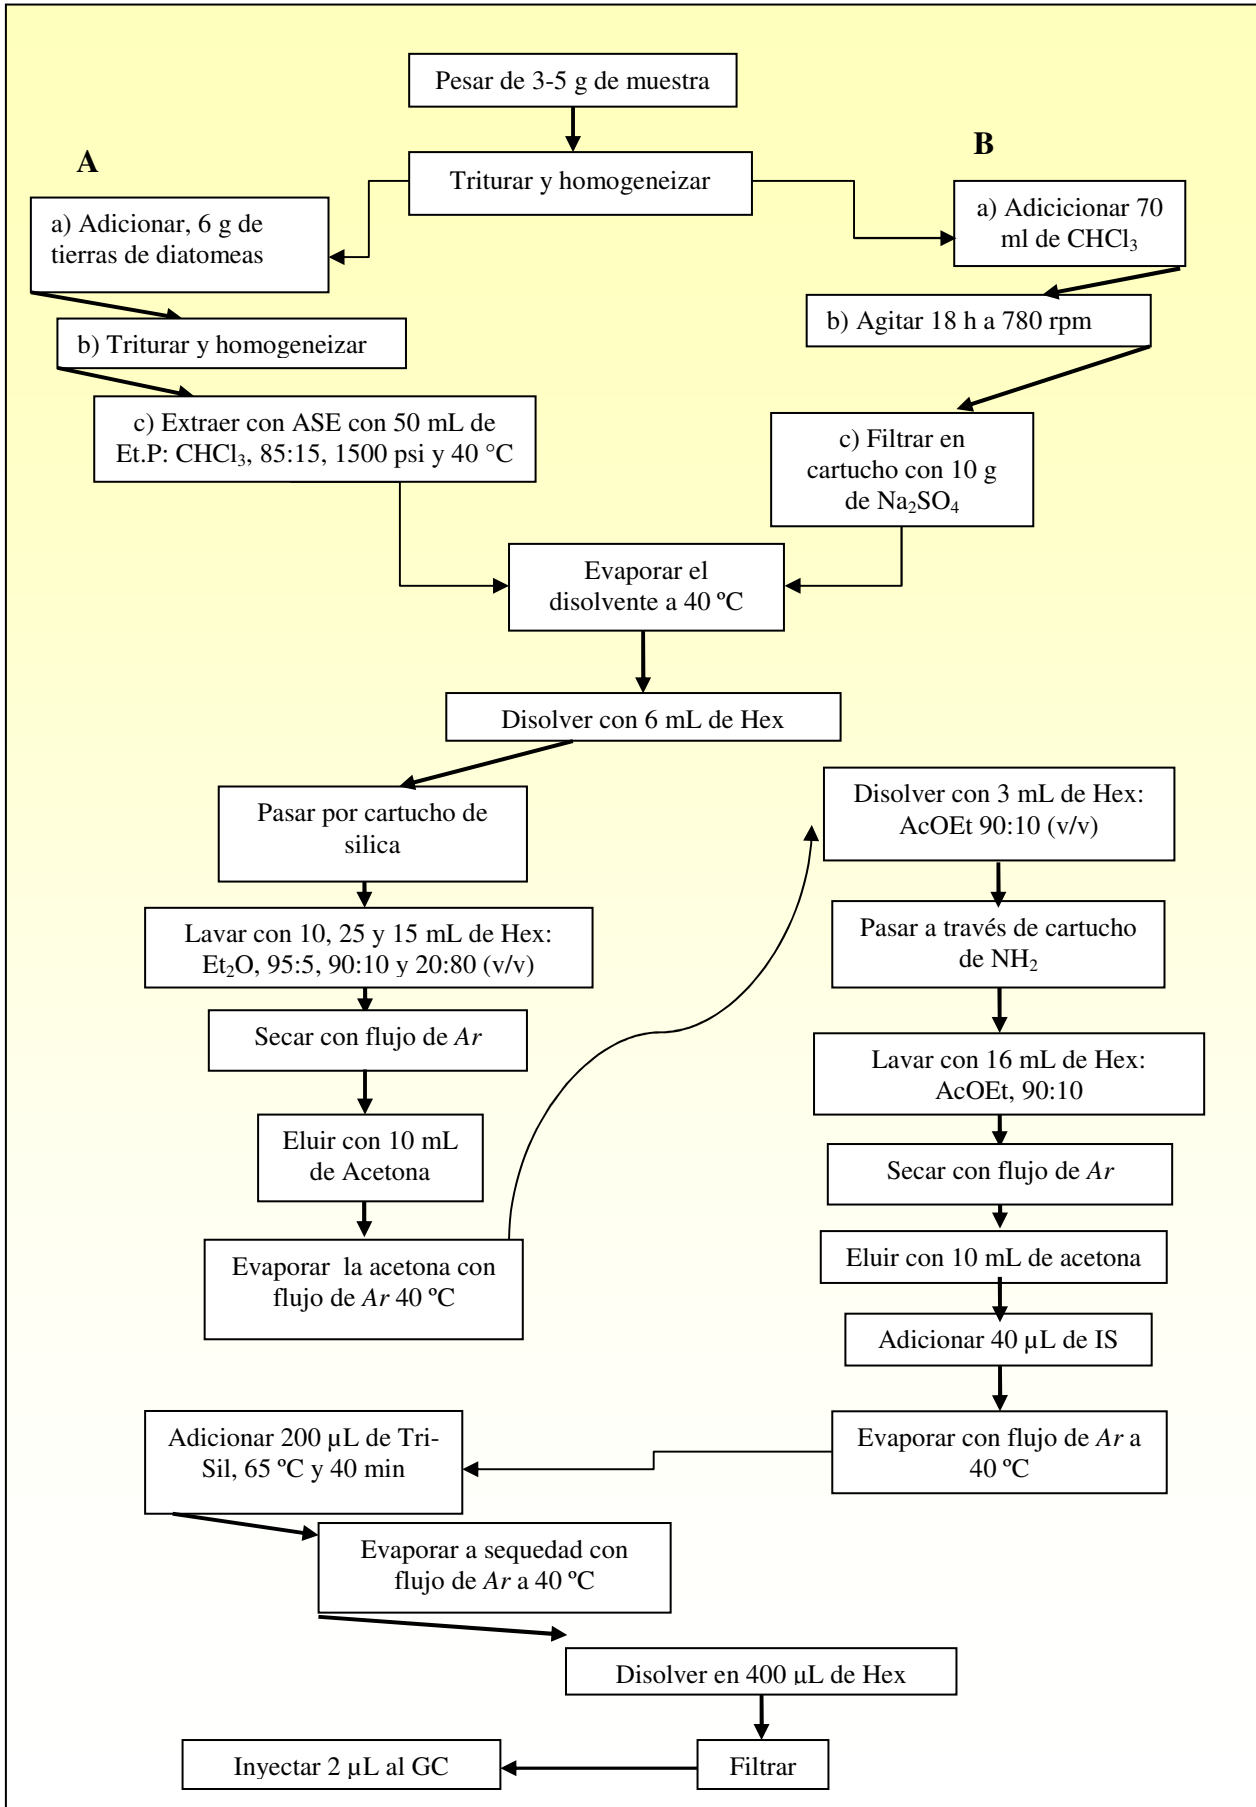 Pesar de 3-5 g de muestra
Triturar y homogeneizar
A
a) Adicionar, 6 g de
tierras de diatomeas
b) Triturar y homogeneizar
c) Extraer con ASE con 50 mL de
Et.P: CHCl₃, 85:15, 1500 psi y 40 °C
B
a) Adicicionar 70
ml de CHCl₃
b) Agitar 18 h a 780 rpm
c) Filtrar en
cartucho con 10 g
de Na₂SO₄
Evaporar el
disolvente a 40 ºC
Disolver con 6 mL de Hex
Pasar por cartucho de
silica
Lavar con 10, 25 y 15 mL de Hex:
Et₂O, 95:5, 90:10 y 20:80 (v/v)
Secar con flujo de Ar
Eluir con 10 mL
de Acetona
Evaporar la acetona con
flujo de Ar 40 ºC
Disolver con 3 mL de Hex:
AcOEt 90:10 (v/v)
Pasar a través de cartucho
de NH₂
Lavar con 16 mL de Hex:
AcOEt, 90:10
Secar con flujo de Ar
Eluir con 10 mL de acetona
Adicionar 40 µL de IS
Evaporar con flujo de Ar a
40 ºC
Adicionar 200 µL de Tri-
Sil, 65 ºC y 40 min
Evaporar a sequedad con
flujo de Ar a 40 ºC
Disolver en 400 µL de Hex
Filtrar
Inyectar 2 µL al GC